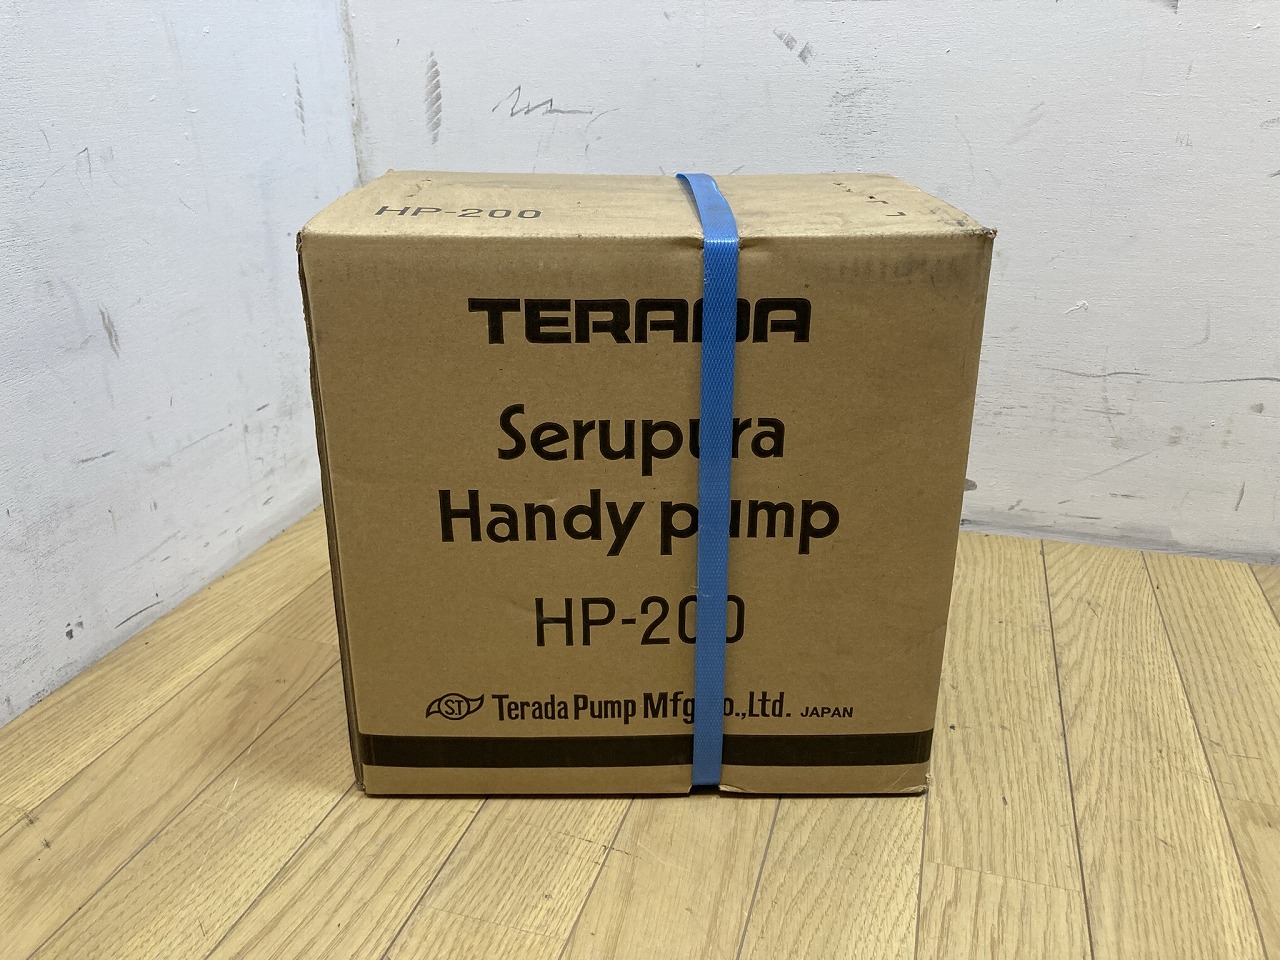 HP-200
TERADA
Serupura
Handy pump
HP-200
ST Terada Pump Mfg. Co.,Ltd. JAPAN